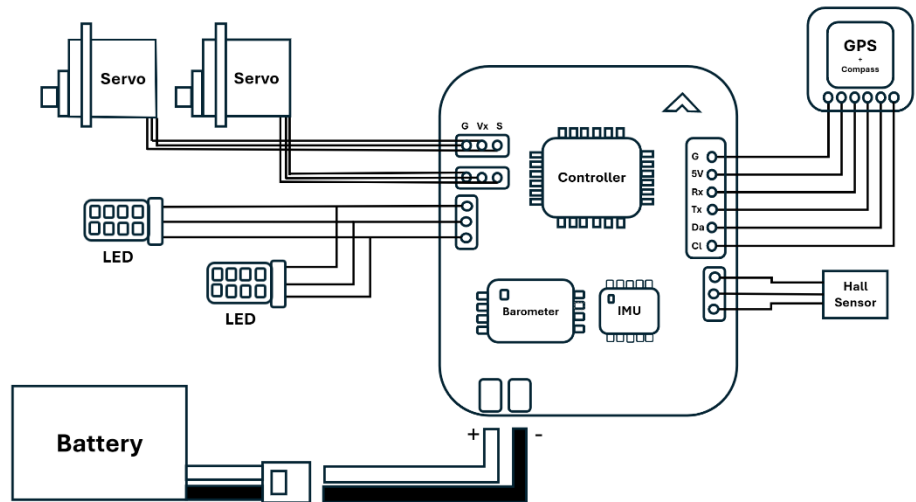 Servo
Servo
GPS
+
Compass
G Vx S
Controller
G
5V
Rx
Tx
Da
Cl
LED
LED
Barometer
IMU
Hall
Sensor
Battery
+
-